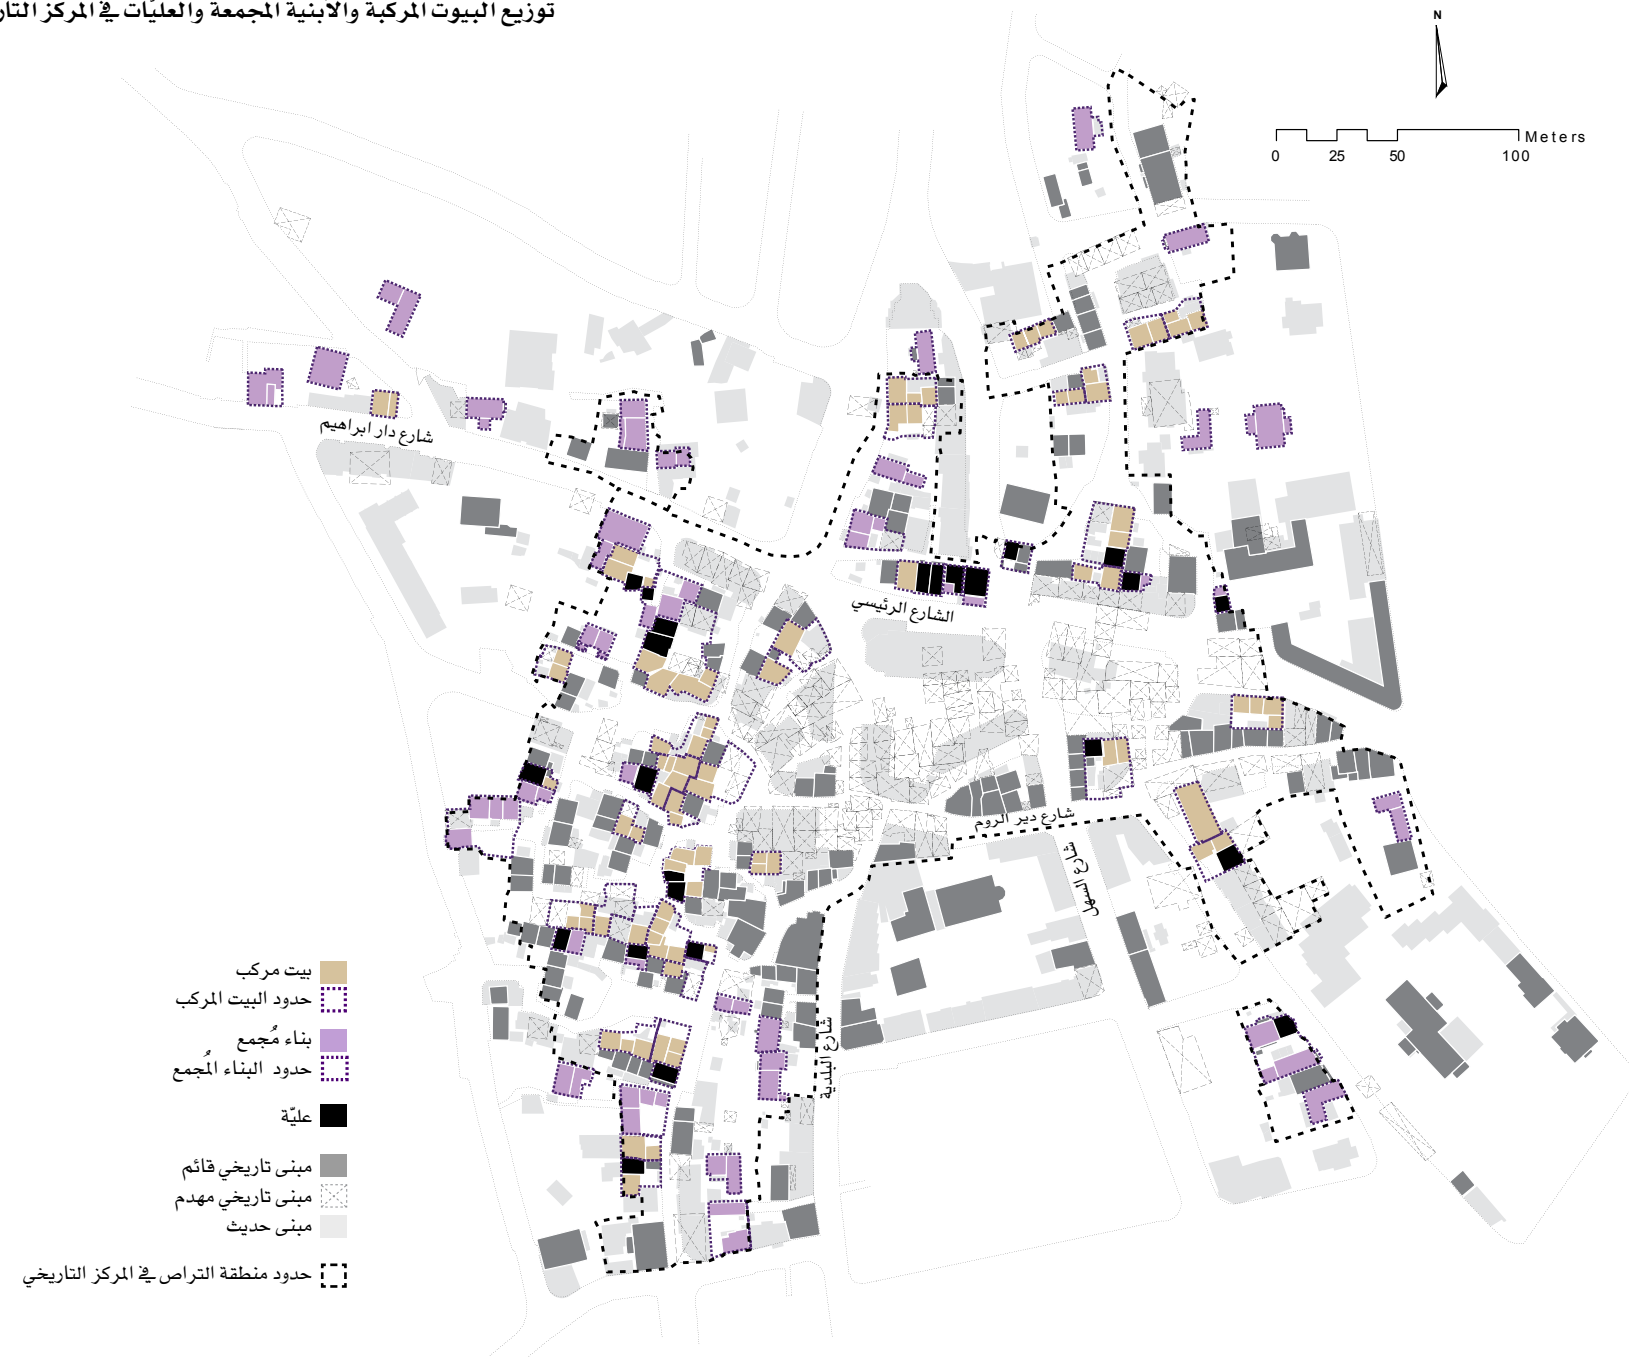 توزيع البيوت المركبة والابنية المجمعة والعليّات في المركز
N
Meters
0 25 50 100
شارع دار ابراهيم
الشارع الرئيسي
شارع دير الروم
شارع السهل
شارع البلدية
بيت مركب
حدود البيت المركب
بناء مُجمع
حدود البناء المُجمع
عليّة
مبنى تاريخي قائم
مبنى تاريخي مهدم
مبنى حديث
حدود منطقة التراص في المركز التاريخي